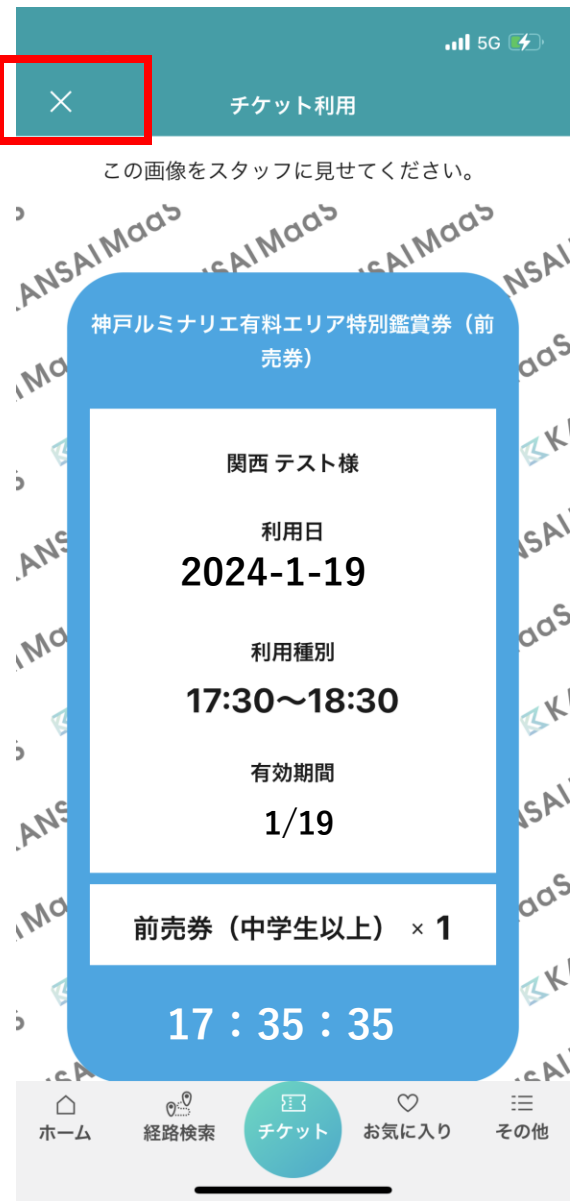 5G
チケット利用
この画像をスタッフに見せてください。
KANSAI MaaS
神戸ルミナリエ有料エリア特別鑑賞券（前
売券）
関西 テスト様
利用日
2024-1-19
利用種別
17:30～18:30
有効期間
1/19
前売券（中学生以上） × 1
17：35：35
ホーム
経路検索
チケット
お気に入り
その他